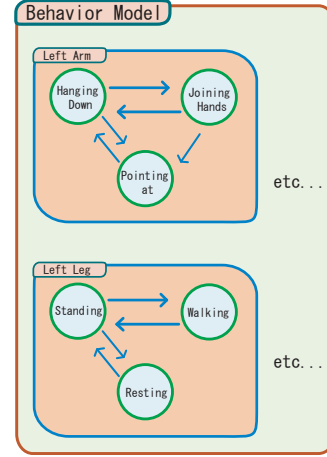 Behavior Model
Left Arm
Hanging
Down
Joining
Hands
Pointing
at
etc...
Left Leg
Standing
Walking
Resting
etc...